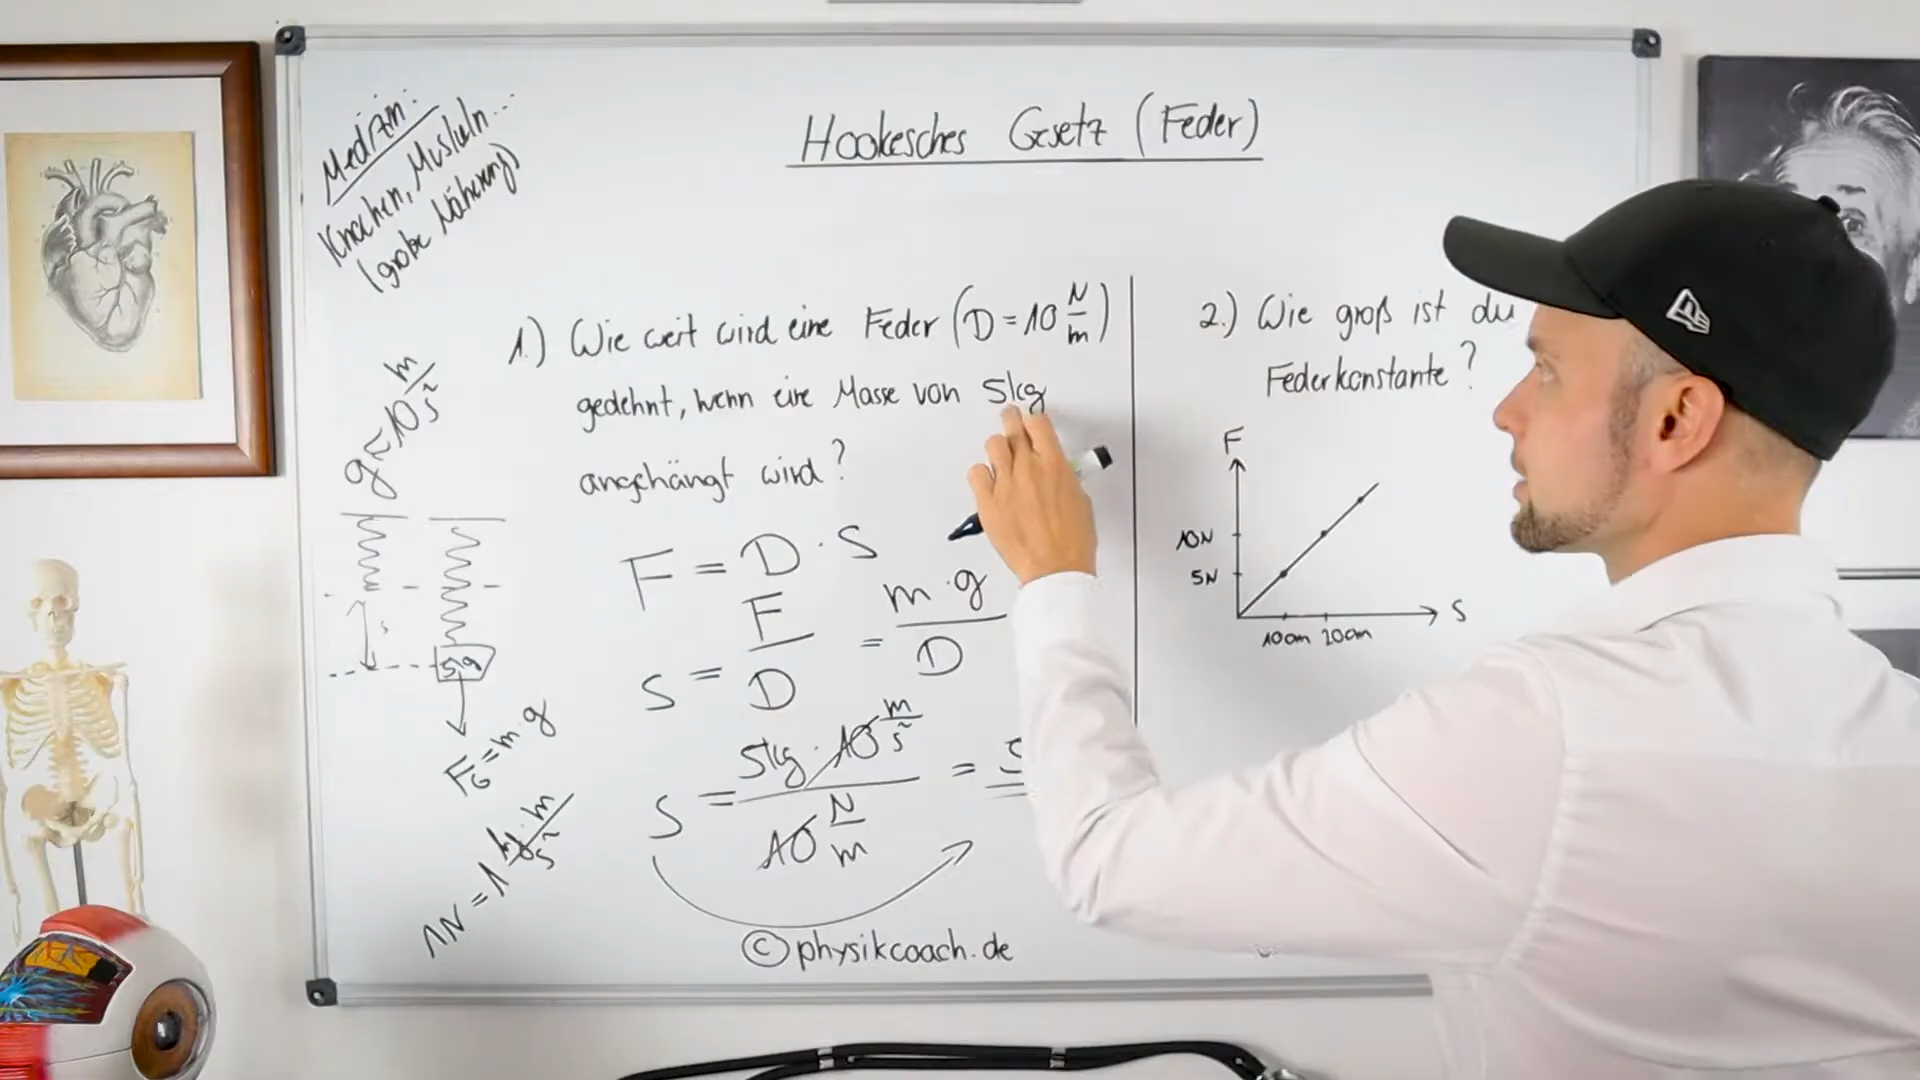 Hookesches Gesetz (Feder)
Medizin:
Knochen, Muskeln...
(grobe Näherung)
g ≈ 10 m/s²
1.) Wie weit wird eine Feder (D = 10 N/m)
gedehnt, wenn eine Masse von 5kg
angehängt wird?
F = D · s
s = F/D = m · g/D
s = 5kg · 10 m/s² / 10 N/m =
s
5kg
F_G = m · g
1N = 1 kg · m/s²
2.) Wie groß ist die
Federkonstante?
F
10N
5N
s
10cm 20cm
© physikcoach.de